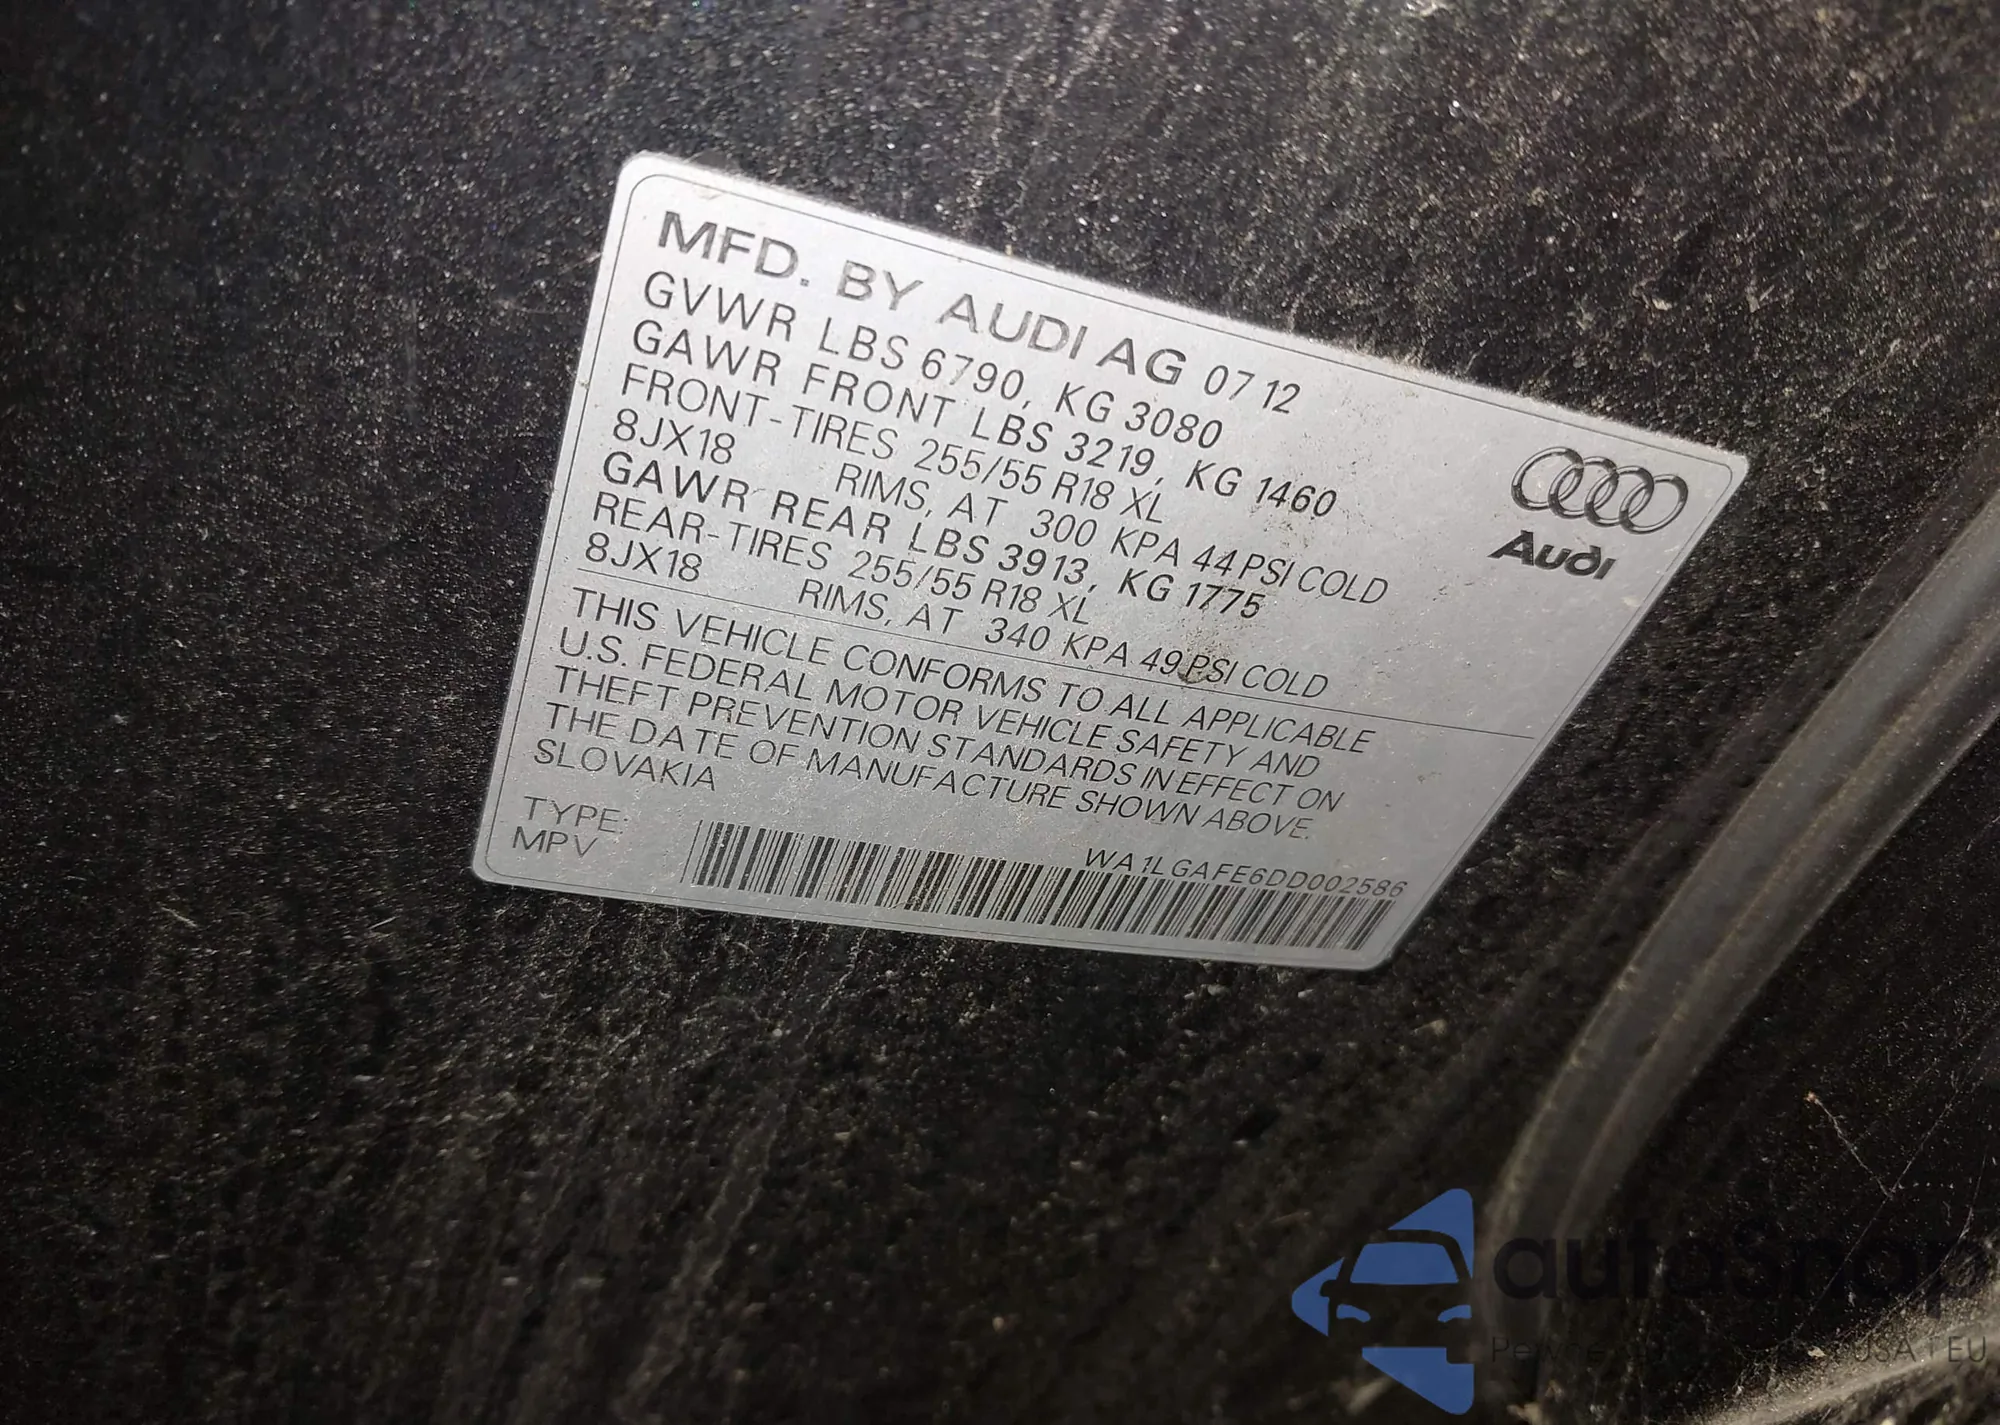 MFD. BY AUDI AG 07 12
GVWR LBS 6790, KG 3080
GAWR FRONT LBS 3219, KG 1460
FRONT-TIRES 255/55 R18 XL
8JX18 RIMS, AT 300 KPA 44 PSI COLD
GAWR REAR LBS 3913, KG 1775
REAR-TIRES 255/55 R18 XL
8JX18 RIMS, AT 340 KPA 49 PSI COLD
Audi
THIS VEHICLE CONFORMS TO ALL APPLICABLE
U.S. FEDERAL MOTOR VEHICLE SAFETY AND
THEFT PREVENTION STANDARDS IN EFFECT ON
THE DATE OF MANUFACTURE SHOWN ABOVE.
SLOVAKIA
TYPE:
MPV
WA1LGAFE6DD002586
autoSnap
USA | EU